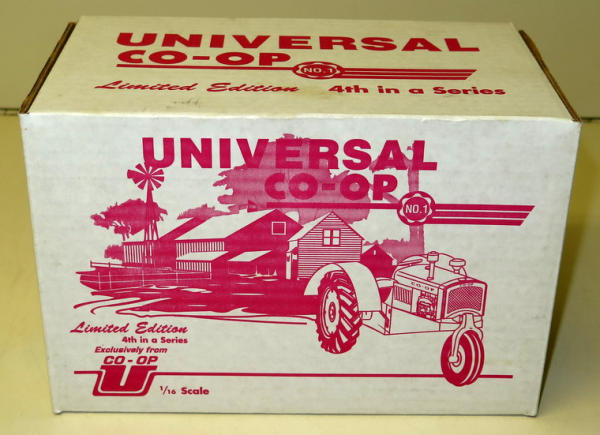 UNIVERSAL
CO-OP
NO.1
Limited Edition 4th in a Series
UNIVERSAL
CO-OP
NO.1
CO-OP
Limited Edition
4th in a Series
Exclusively from
CO-OP
U
1/16 Scale